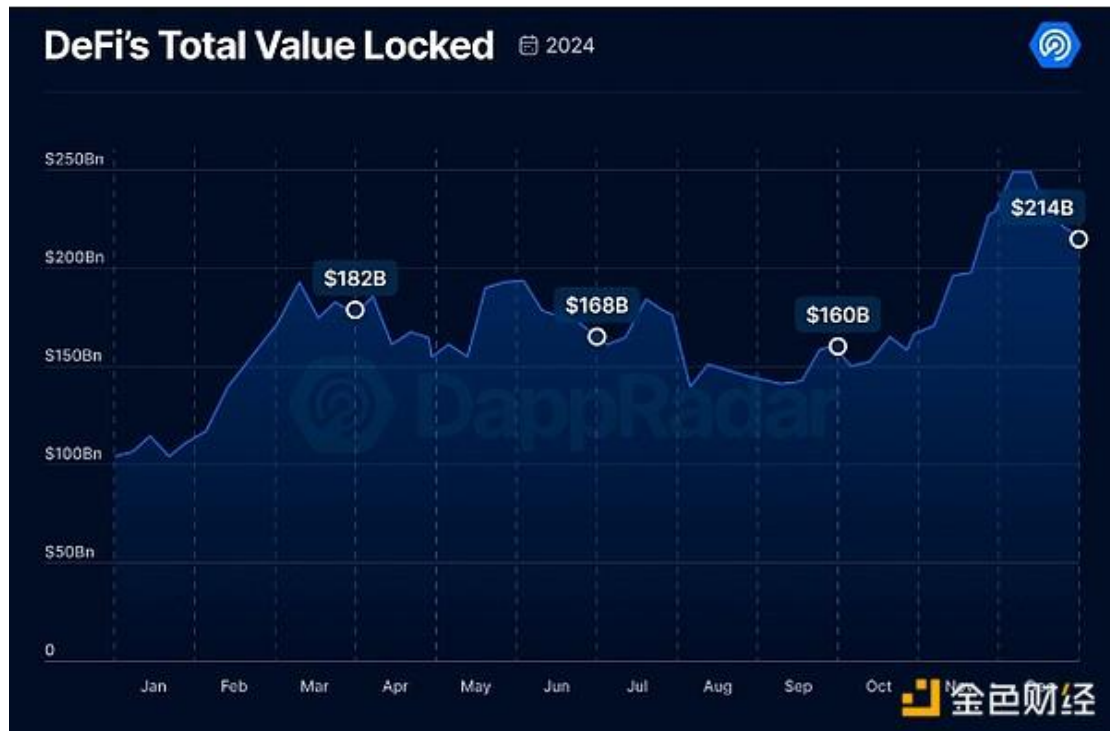 DeFi's Total Value Locked 2024
$250Bn
$214B
$200Bn
$182B
$168B
$160B
$150Bn
DappRadar
$100Bn
$50Bn
0
Jan Feb Mar Apr May Jun Jul Aug Sep Oct
金色财经